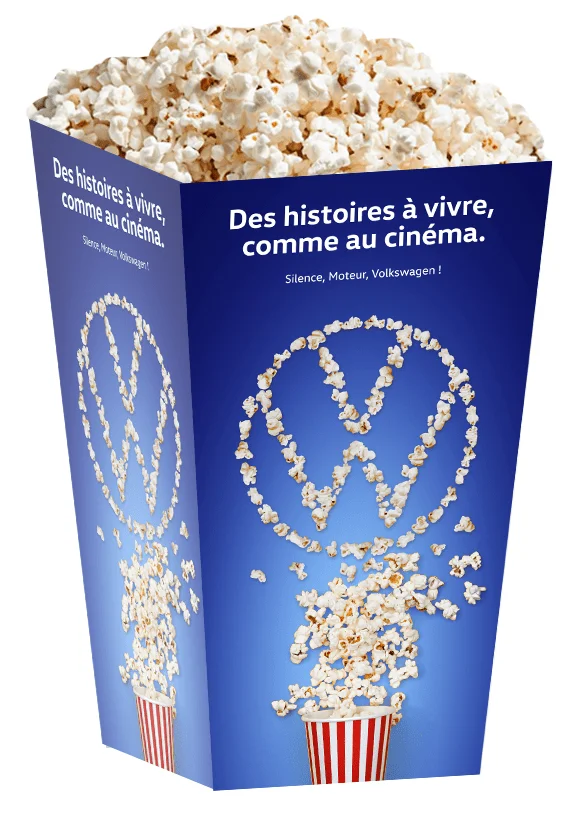 Des histoires à vivre,
comme au cinéma.
Silence, Moteur, Volkswagen !
Des histoires à vivre,
comme au cinéma.
Silence, Moteur, Volkswagen !